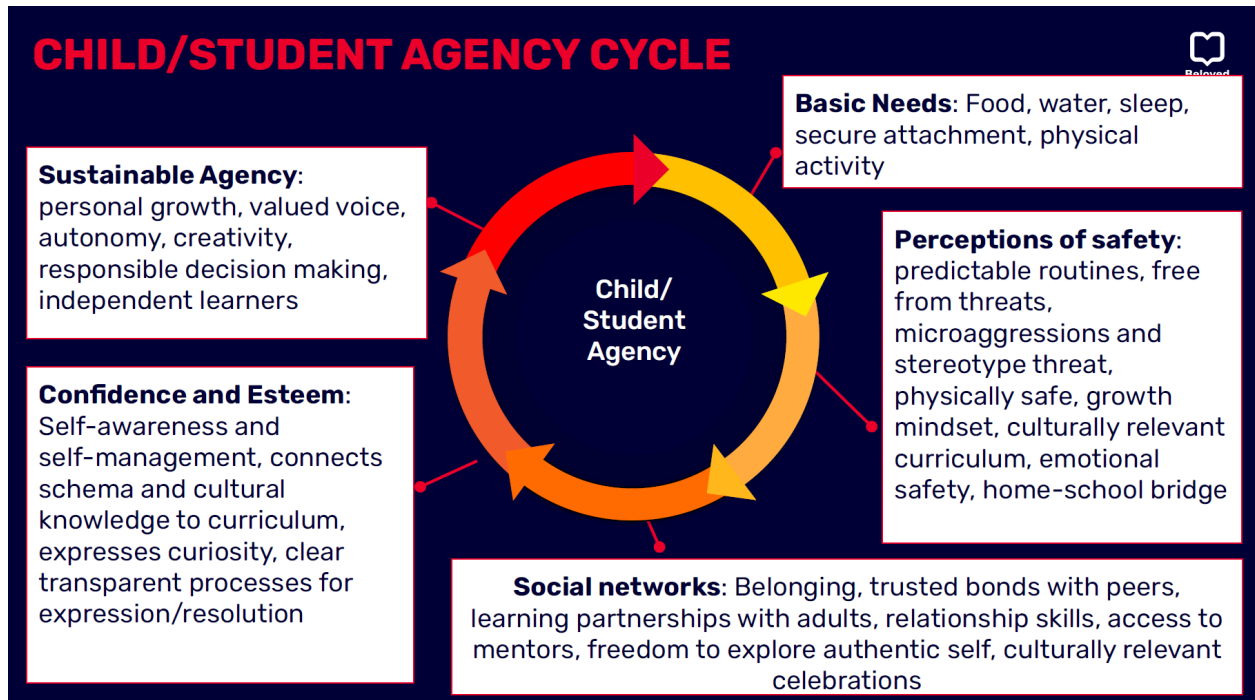 CHILD/STUDENT AGENCY CYCLE
Beloved
Basic Needs: Food, water, sleep,
secure attachment, physical
activity
Sustainable Agency:
personal growth, valued voice,
autonomy, creativity,
responsible decision making,
independent learners
Perceptions of safety:
predictable routines, free
from threats,
microaggressions and
stereotype threat,
physically safe, growth
mindset, culturally relevant
curriculum, emotional
safety, home-school bridge
Child/
Student
Agency
Confidence and Esteem:
Self-awareness and
self-management, connects
schema and cultural
knowledge to curriculum,
expresses curiosity, clear
transparent processes for
expression/resolution
Social networks: Belonging, trusted bonds with peers,
learning partnerships with adults, relationship skills, access to
mentors, freedom to explore authentic self, culturally relevant
celebrations